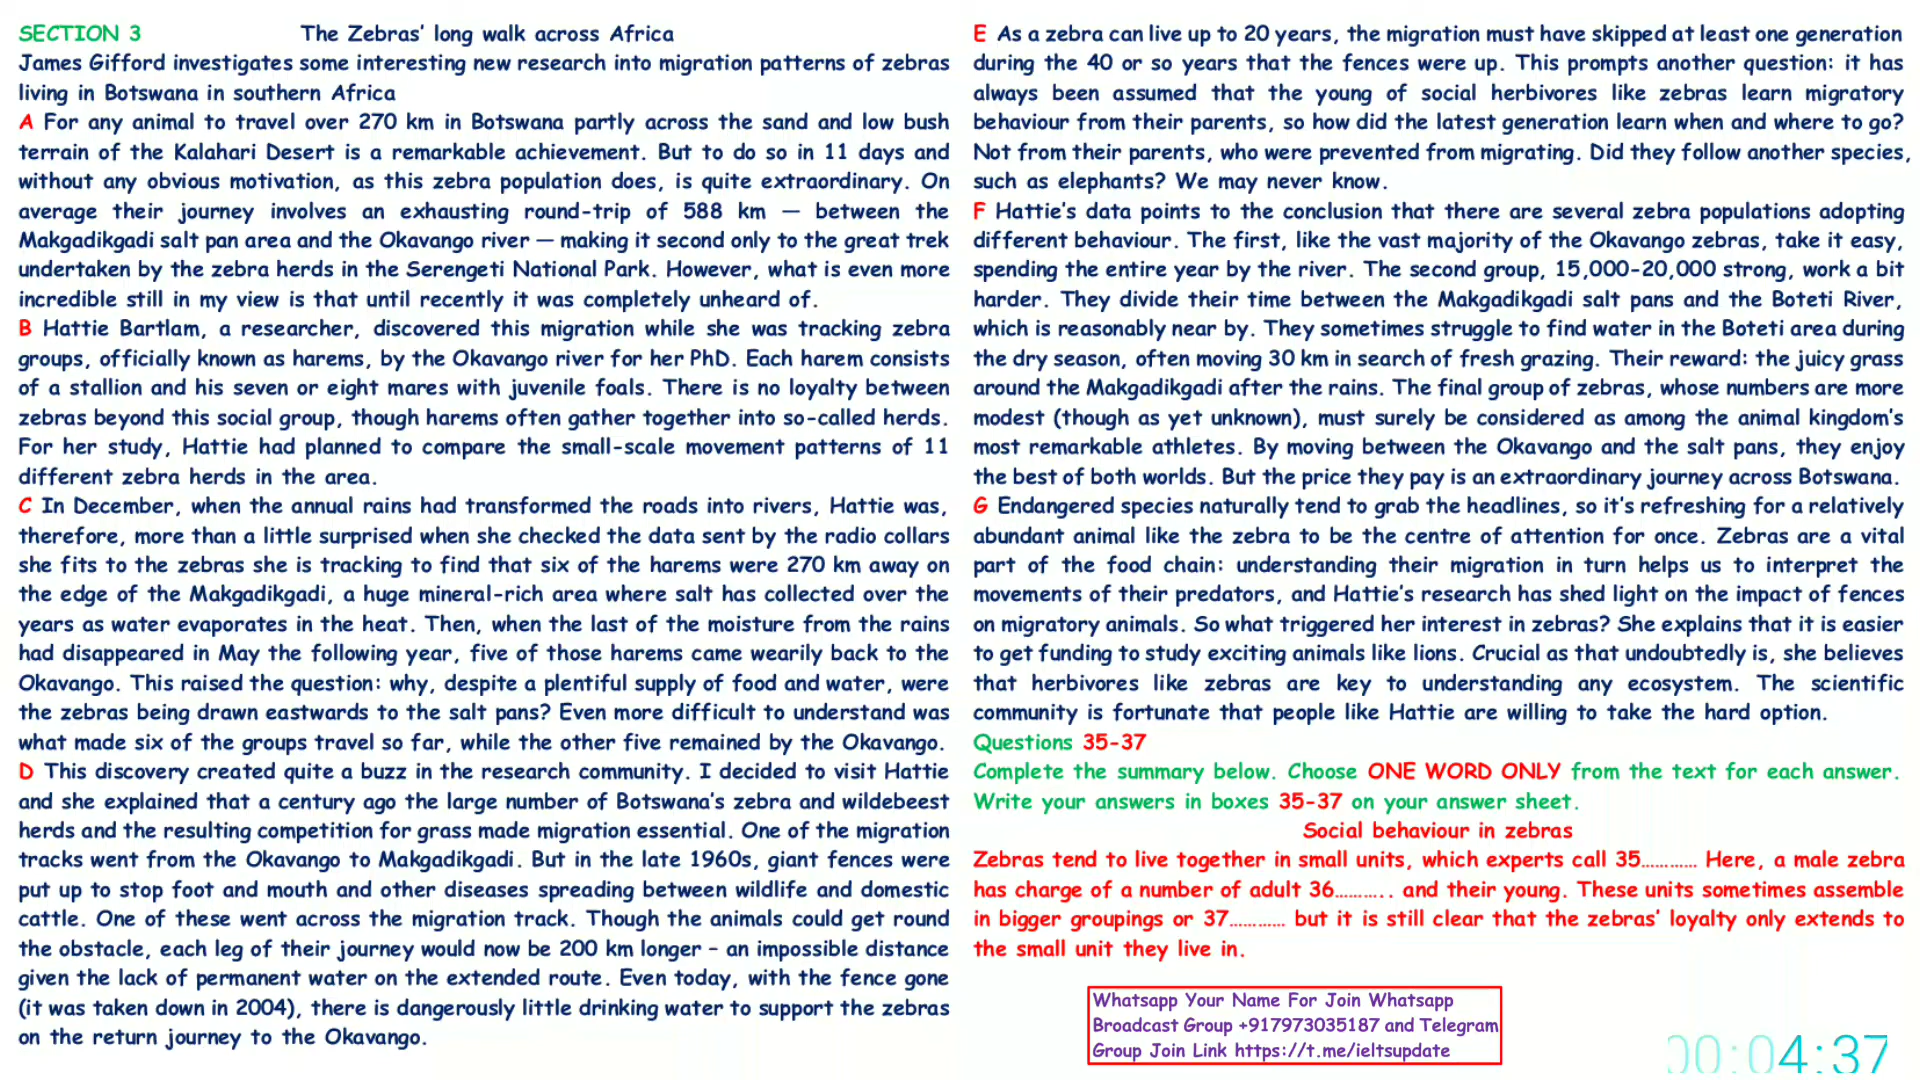 SECTION 3 The Zebras' long walk across Africa
James Gifford investigates some interesting new research into migration patterns of zebras
living in Botswana in southern Africa
A For any animal to travel over 270 km in Botswana partly across the sand and low bush
terrain of the Kalahari Desert is a remarkable achievement. But to do so in 11 days and
without any obvious motivation, as this zebra population does, is quite extraordinary. On
average their journey involves an exhausting round-trip of 588 km — between the
Makgadikgadi salt pan area and the Okavango river — making it second only to the great trek
undertaken by the zebra herds in the Serengeti National Park. However, what is even more
incredible still in my view is that until recently it was completely unheard of.
B Hattie Bartlam, a researcher, discovered this migration while she was tracking zebra
groups, officially known as harems, by the Okavango river for her PhD. Each harem consists
of a stallion and his seven or eight mares with juvenile foals. There is no loyalty between
zebras beyond this social group, though harems often gather together into so-called herds.
For her study, Hattie had planned to compare the small-scale movement patterns of 11
different zebra herds in the area.
C In December, when the annual rains had transformed the roads into rivers, Hattie was,
therefore, more than a little surprised when she checked the data sent by the radio collars
she fits to the zebras she is tracking to find that six of the harems were 270 km away on
the edge of the Makgadikgadi, a huge mineral-rich area where salt has collected over the
years as water evaporates in the heat. Then, when the last of the moisture from the rains
had disappeared in May the following year, five of those harems came wearily back to the
Okavango. This raised the question: why, despite a plentiful supply of food and water, were
the zebras being drawn eastwards to the salt pans? Even more difficult to understand was
what made six of the groups travel so far, while the other five remained by the Okavango.
D This discovery created quite a buzz in the research community. I decided to visit Hattie
and she explained that a century ago the large number of Botswana's zebra and wildebeest
herds and the resulting competition for grass made migration essential. One of the migration
tracks went from the Okavango to Makgadikgadi. But in the late 1960s, giant fences were
put up to stop foot and mouth and other diseases spreading between wildlife and domestic
cattle. One of these went across the migration track. Though the animals could get round
the obstacle, each leg of their journey would now be 200 km longer – an impossible distance
given the lack of permanent water on the extended route. Even today, with the fence gone
(it was taken down in 2004), there is dangerously little drinking water to support the zebras
on the return journey to the Okavango.
E As a zebra can live up to 20 years, the migration must have skipped at least one generation
during the 40 or so years that the fences were up. This prompts another question: it has
always been assumed that the young of social herbivores like zebras learn migratory
behaviour from their parents, so how did the latest generation learn when and where to go?
Not from their parents, who were prevented from migrating. Did they follow another species,
such as elephants? We may never know.
F Hattie's data points to the conclusion that there are several zebra populations adopting
different behaviour. The first, like the vast majority of the Okavango zebras, take it easy,
spending the entire year by the river. The second group, 15,000-20,000 strong, work a bit
harder. They divide their time between the Makgadikgadi salt pans and the Boteti River,
which is reasonably near by. They sometimes struggle to find water in the Boteti area during
the dry season, often moving 30 km in search of fresh grazing. Their reward: the juicy grass
around the Makgadikgadi after the rains. The final group of zebras, whose numbers are more
modest (though as yet unknown), must surely be considered as among the animal kingdom's
most remarkable athletes. By moving between the Okavango and the salt pans, they enjoy
the best of both worlds. But the price they pay is an extraordinary journey across Botswana.
G Endangered species naturally tend to grab the headlines, so it's refreshing for a relatively
abundant animal like the zebra to be the centre of attention for once. Zebras are a vital
part of the food chain: understanding their migration in turn helps us to interpret the
movements of their predators, and Hattie's research has shed light on the impact of fences
on migratory animals. So what triggered her interest in zebras? She explains that it is easier
to get funding to study exciting animals like lions. Crucial as that undoubtedly is, she believes
that herbivores like zebras are key to understanding any ecosystem. The scientific
community is fortunate that people like Hattie are willing to take the hard option.
Questions 35-37
Complete the summary below. Choose ONE WORD ONLY from the text for each answer.
Write your answers in boxes 35-37 on your answer sheet.
Social behaviour in zebras
Zebras tend to live together in small units, which experts call 35………… Here, a male zebra
has charge of a number of adult 36……….. and their young. These units sometimes assemble
in bigger groupings or 37………… but it is still clear that the zebras' loyalty only extends to
the small unit they live in.
Whatsapp Your Name For Join Whatsapp
Broadcast Group +917973035187 and Telegram
Group Join Link https://t.me/ieltsupdate
00:04:37